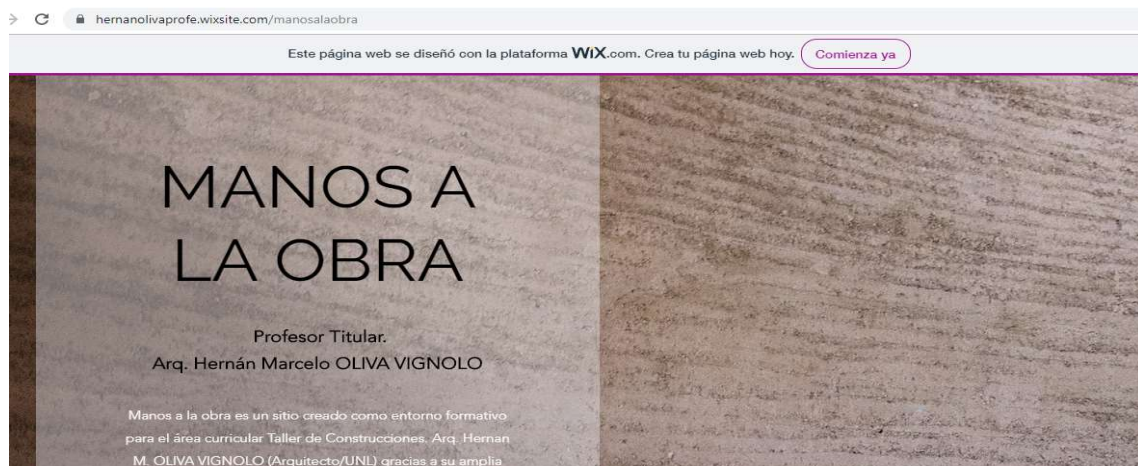 hernanolivaprofe.wixsite.com/manosalaobra
Este página web se diseñó con la plataforma WiX.com. Crea tu página web hoy. Comienza ya
MANOS A
LA OBRA
Profesor Titular.
Arq. Hernán Marcelo OLIVA VIGNOLO
Manos a la obra es un sitio creado como entorno formativo
para el área curricular Taller de Construcciones. Arq. Hernan
M. OLIVA VIGNOLO (Arquitecto/UNL) gracias a su amplia